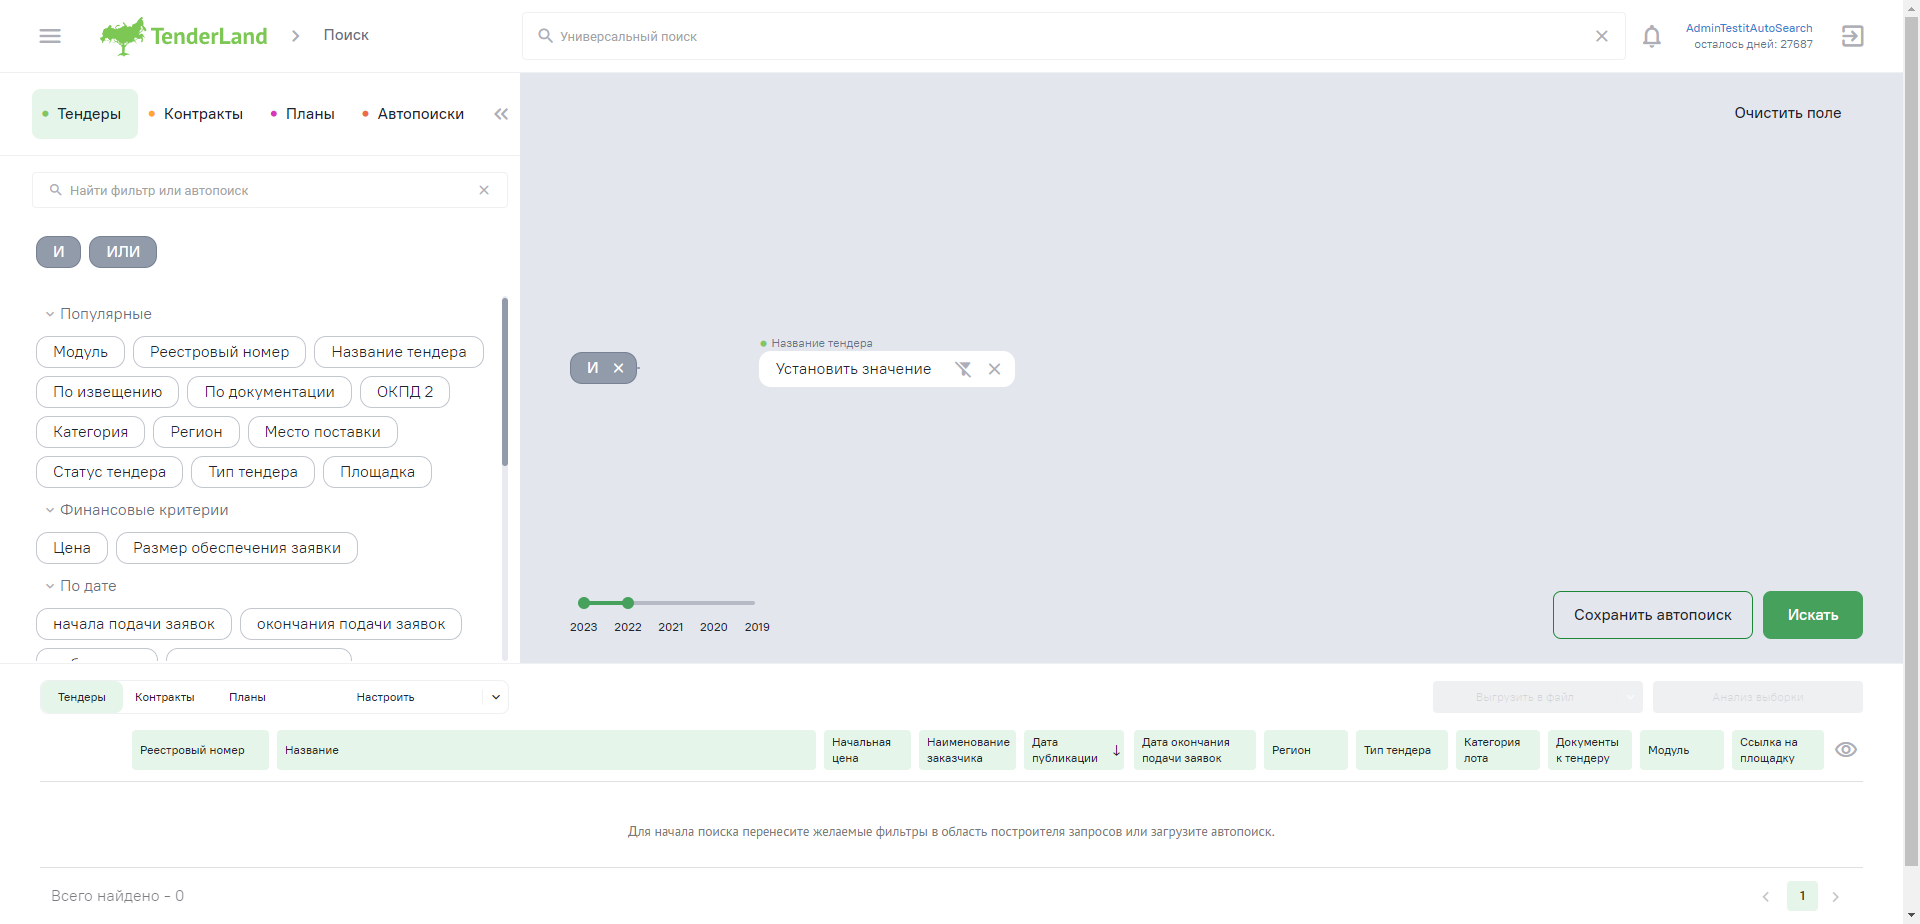 TenderLand
Поиск
Универсальный поиск
AdminTestitAutoSearch
осталось дней: 27687
Тендеры
Контракты
Планы
Автопоиски
Очистить поле
Найти фильтр или автопоиск
И
ИЛИ
Популярные
Модуль
Реестровый номер
Название тендера
По извещению
По документации
ОКПД 2
Категория
Регион
Место поставки
Статус тендера
Тип тендера
Площадка
Финансовые критерии
Цена
Размер обеспечения заявки
По дате
начала подачи заявок
окончания подачи заявок
И
Название тендера
Установить значение
2023
2022
2021
2020
2019
Сохранить автопоиск
Искать
Тендеры
Контракты
Планы
Настроить
Выгрузить в файл
Анализ выборки
Реестровый номер
Название
Начальная
цена
Наименование
заказчика
Дата
публикации
Дата окончания
подачи заявок
Регион
Тип тендера
Категория
лота
Документы
к тендеру
Модуль
Ссылка на
площадку
Для начала поиска перенесите желаемые фильтры в область построителя запросов или загрузите автопоиск.
Всего найдено - 0
1